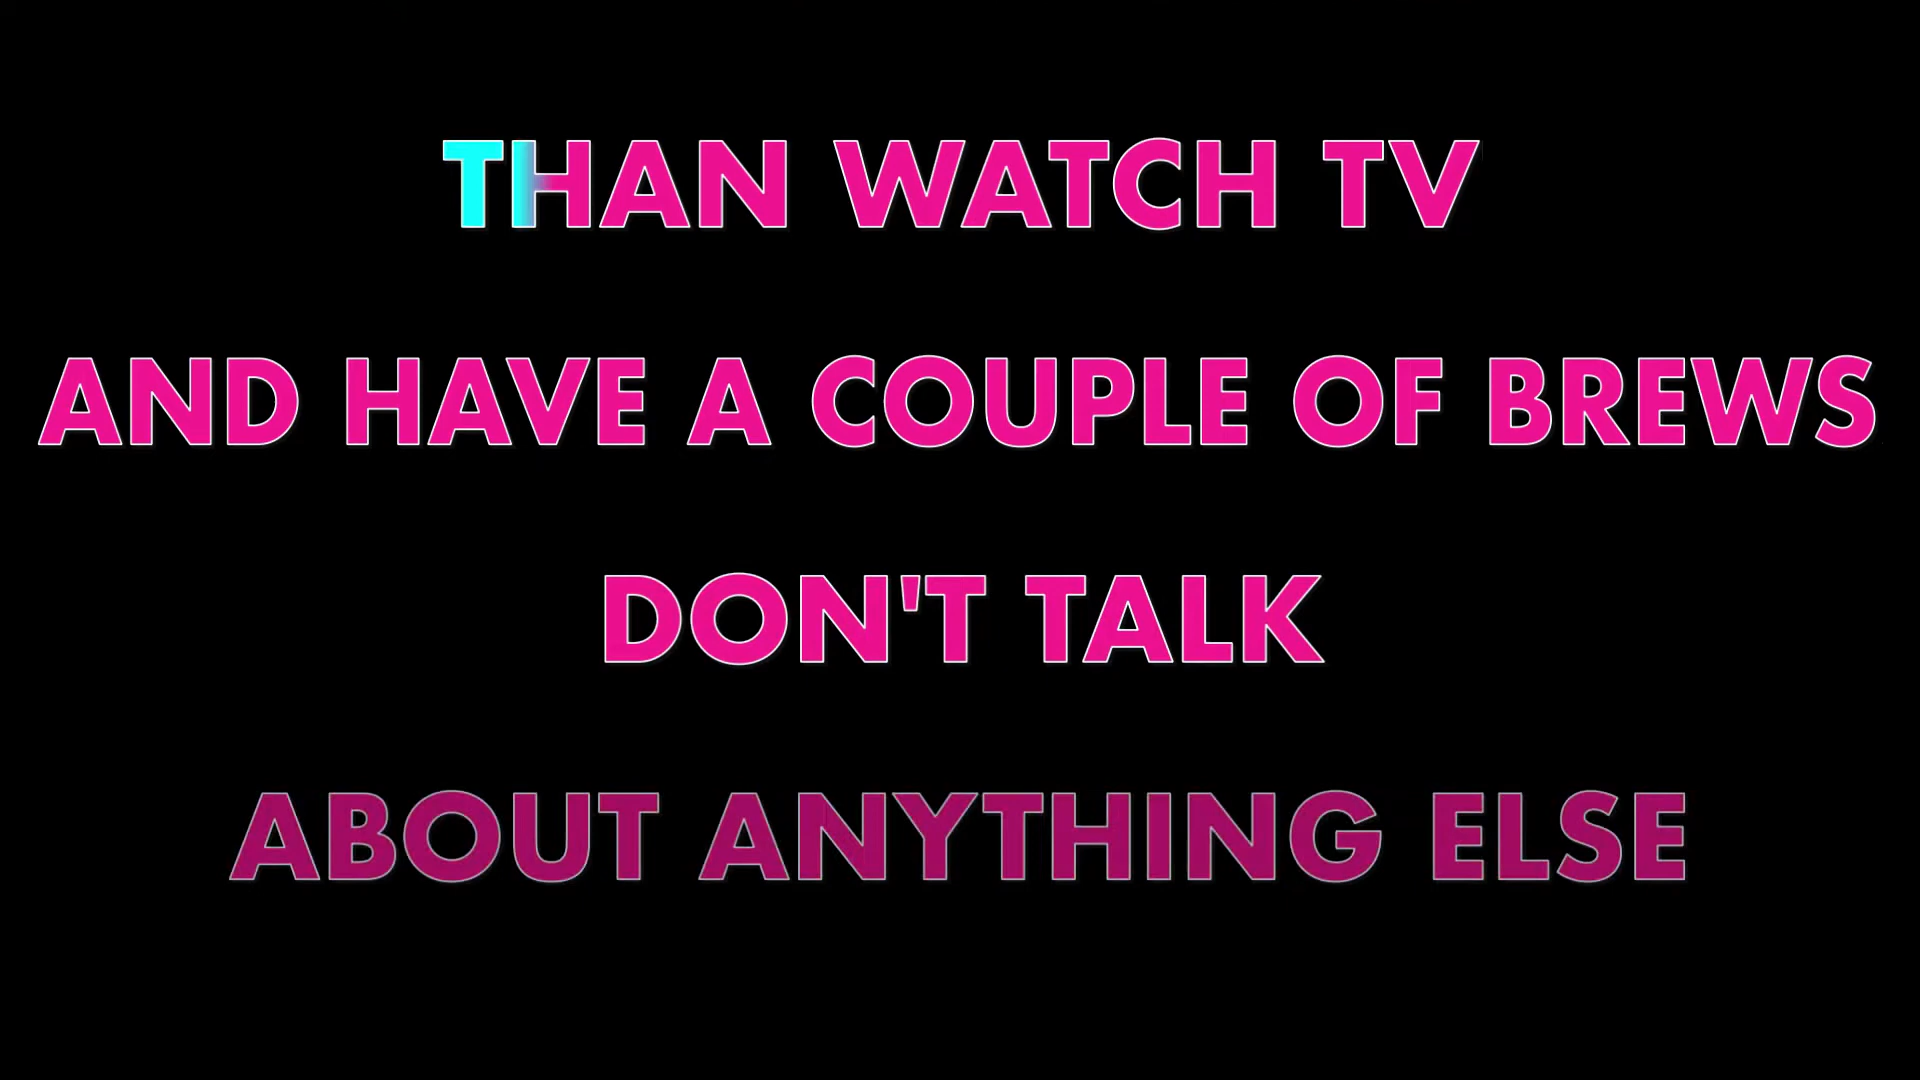 THAN WATCH TV
AND HAVE A COUPLE OF BREWS
DON'T TALK
ABOUT ANYTHING ELSE